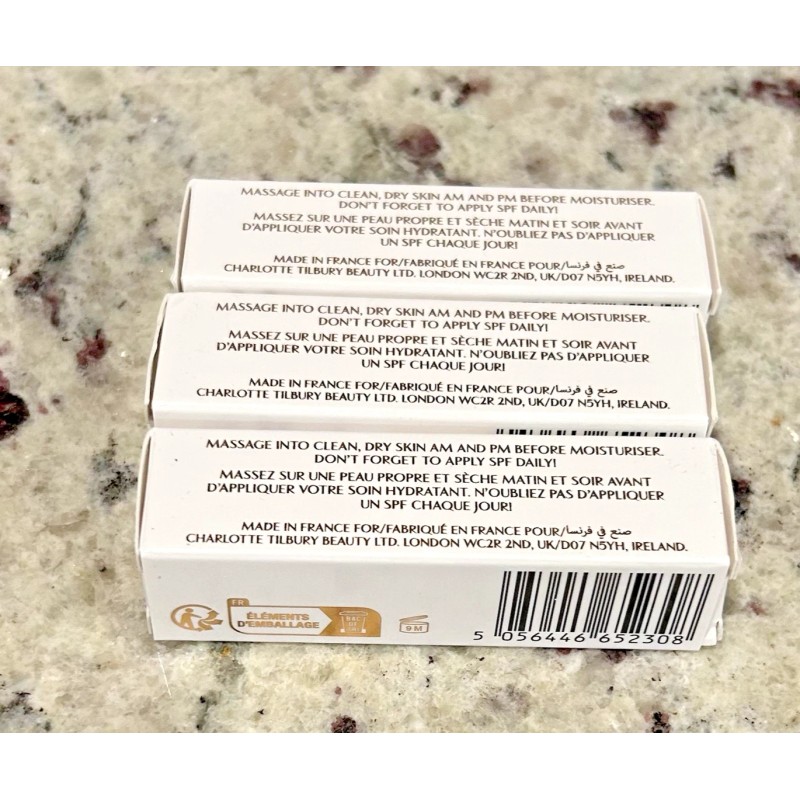 MASSAGE INTO CLEAN, DRY SKIN AM AND PM BEFORE MOISTURISER.
DON'T FORGET TO APPLY SPF DAILY!
MASSEZ SUR UNE PEAU PROPRE ET SÈCHE MATIN ET SOIR AVANT
D'APPLIQUER VOTRE SOIN HYDRATANT. N'OUBLIEZ PAS D'APPLIQUER
UN SPF CHAQUE JOUR!
MADE IN FRANCE FOR/FABRIQUÉ EN FRANCE POUR/صنع في فرنسا
CHARLOTTE TILBURY BEAUTY LTD. LONDON WC2R 2ND, UK/D07 N5YH, IRELAND.
MASSAGE INTO CLEAN, DRY SKIN AM AND PM BEFORE MOISTURISER.
DON'T FORGET TO APPLY SPF DAILY!
MASSEZ SUR UNE PEAU PROPRE ET SÈCHE MATIN ET SOIR AVANT
D'APPLIQUER VOTRE SOIN HYDRATANT. N'OUBLIEZ PAS D'APPLIQUER
UN SPF CHAQUE JOUR!
MADE IN FRANCE FOR/FABRIQUÉ EN FRANCE POUR/صنع في فرنسا
CHARLOTTE TILBURY BEAUTY LTD. LONDON WC2R 2ND, UK/D07 N5YH, IRELAND.
MASSAGE INTO CLEAN, DRY SKIN AM AND PM BEFORE MOISTURISER.
DON'T FORGET TO APPLY SPF DAILY!
MASSEZ SUR UNE PEAU PROPRE ET SÈCHE MATIN ET SOIR AVANT
D'APPLIQUER VOTRE SOIN HYDRATANT. N'OUBLIEZ PAS D'APPLIQUER
UN SPF CHAQUE JOUR!
MADE IN FRANCE FOR/FABRIQUÉ EN FRANCE POUR/صنع في فرنسا
CHARLOTTE TILBURY BEAUTY LTD. LONDON WC2R 2ND, UK/D07 N5YH, IRELAND.
FR
ÉLÉMENTS
D'EMBALLAGE
BAC
DE
TRI
9M
5 056446 652308